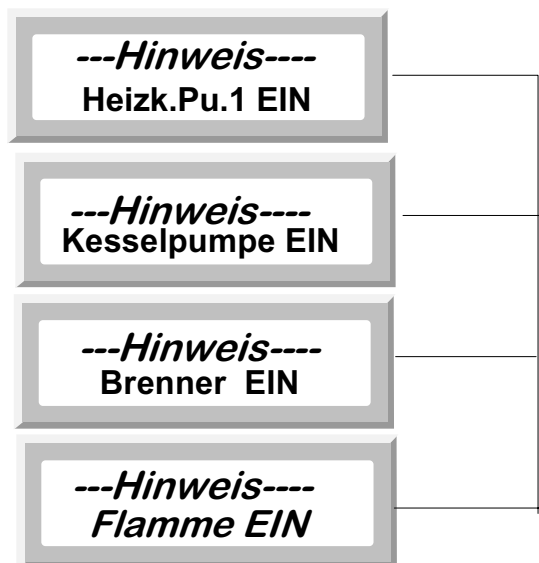 ---Hinweis----
Heizk.Pu.1 EIN
---Hinweis----
Kesselpumpe EIN
---Hinweis----
Brenner EIN
---Hinweis----
Flamme EIN